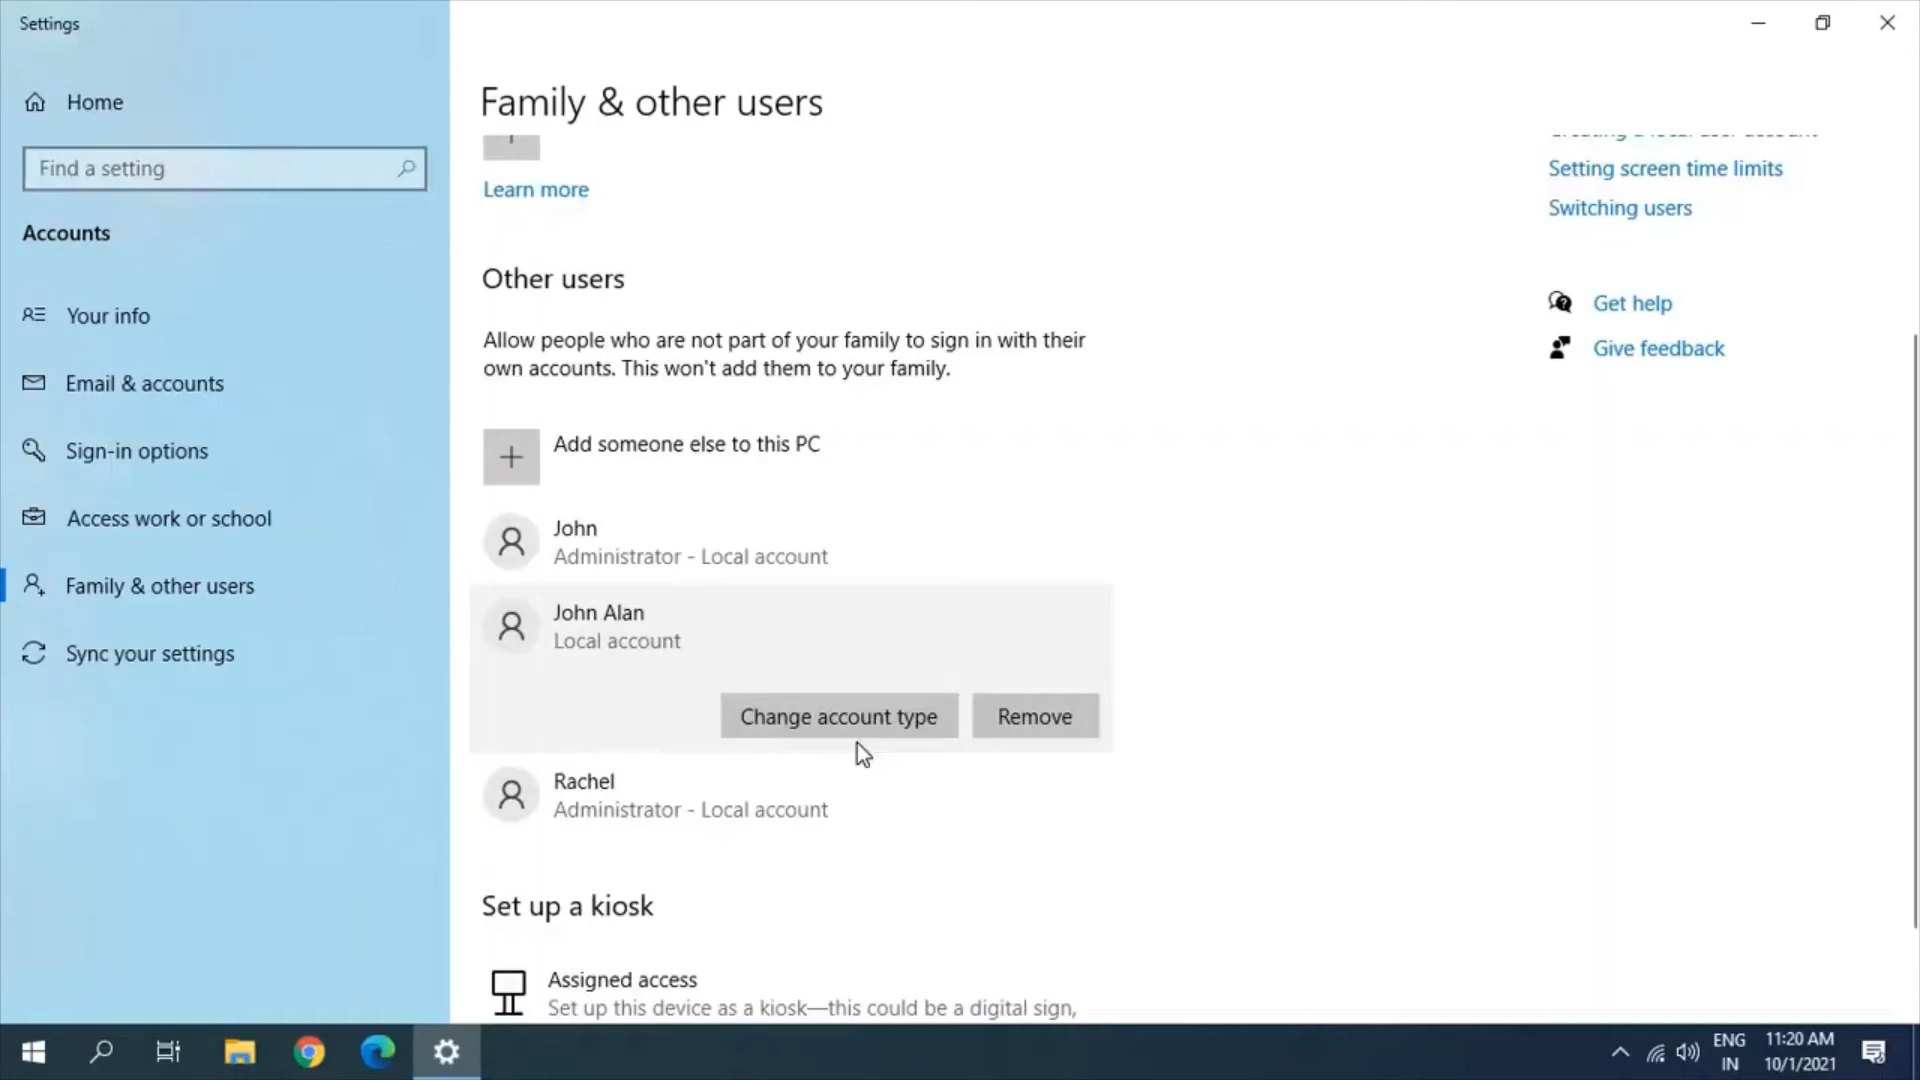 Settings
Home
Find a setting
Accounts
Your info
Email & accounts
Sign-in options
Access work or school
Family & other users
Sync your settings
Family & other users
Learn more
Other users
Allow people who are not part of your family to sign in with their
own accounts. This won't add them to your family.
Add someone else to this PC
John
Administrator - Local account
John Alan
Local account
Change account type
Remove
Rachel
Administrator - Local account
Set up a kiosk
Assigned access
Set up this device as a kiosk—this could be a digital sign,
Creating a local user account
Setting screen time limits
Switching users
Get help
Give feedback
ENG
IN
11:20 AM
10/1/2021